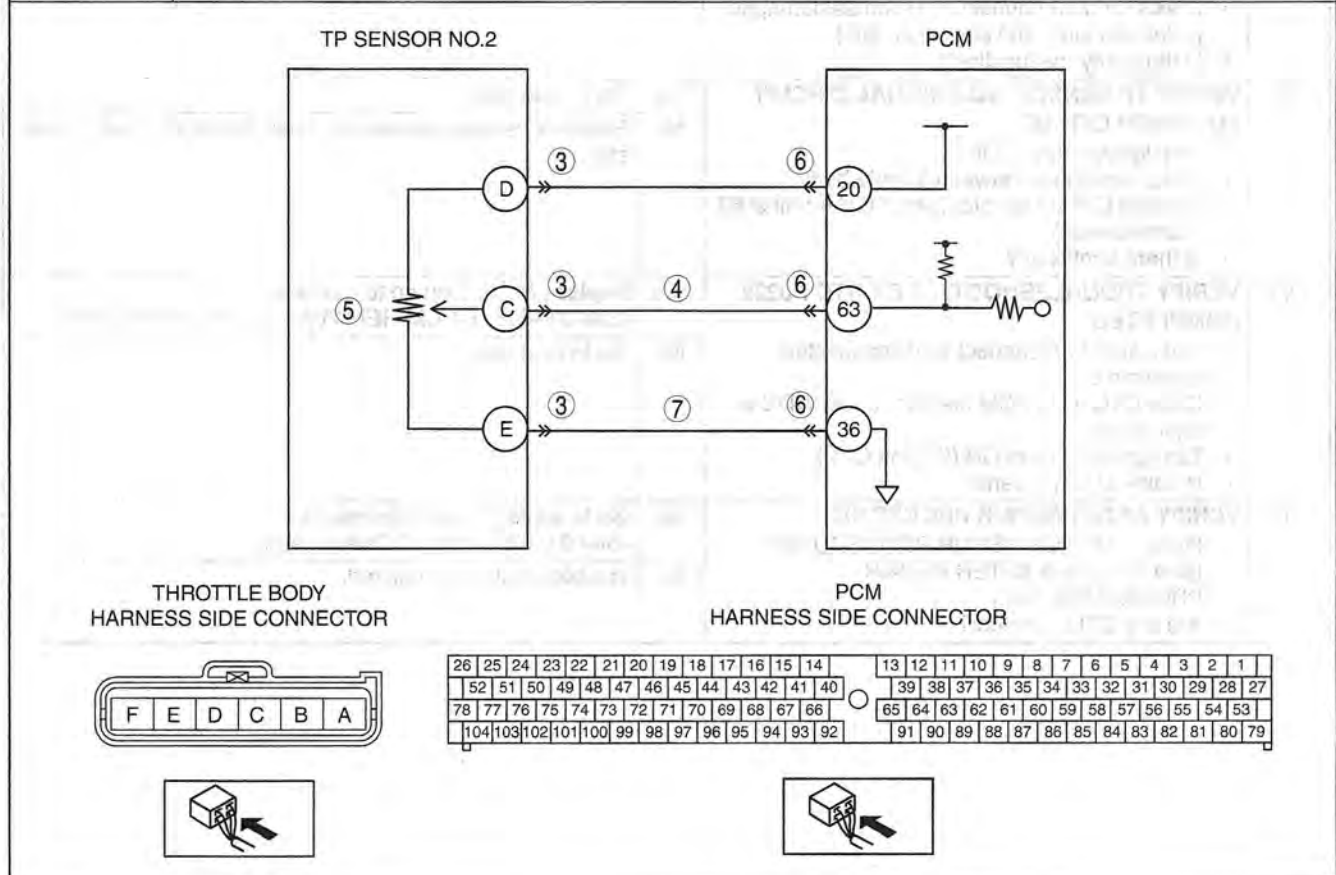 TP SENSOR NO.2
PCM
D
3
6
20
5
C
3
4
6
63
E
3
7
6
36
THROTTLE BODY
HARNESS SIDE CONNECTOR
PCM
HARNESS SIDE CONNECTOR
F E D C B A
26 25 24 23 22 21 20 19 18 17 16 15 14 13 12 11 10 9 8 7 6 5 4 3 2 1
52 51 50 49 48 47 46 45 44 43 42 41 40 39 38 37 36 35 34 33 32 31 30 29 28 27
78 77 76 75 74 73 72 71 70 69 68 67 66 65 64 63 62 61 60 59 58 57 56 55 54 53
104 103 102 101 100 99 98 97 96 95 94 93 92 91 90 89 88 87 86 85 84 83 82 81 80 79